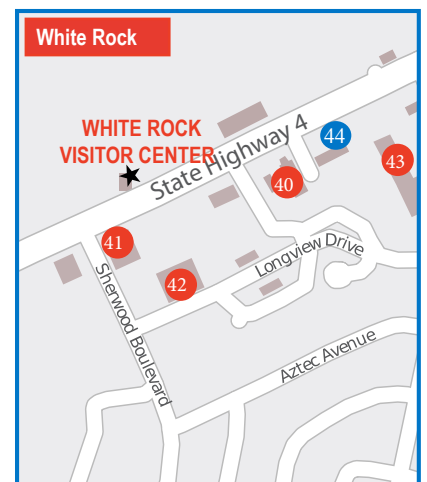 White Rock
WHITE ROCK
VISITOR CENTER
State Highway 4
44
43
40
41
42
Longview Drive
Sherwood Boulevard
Aztec Avenue